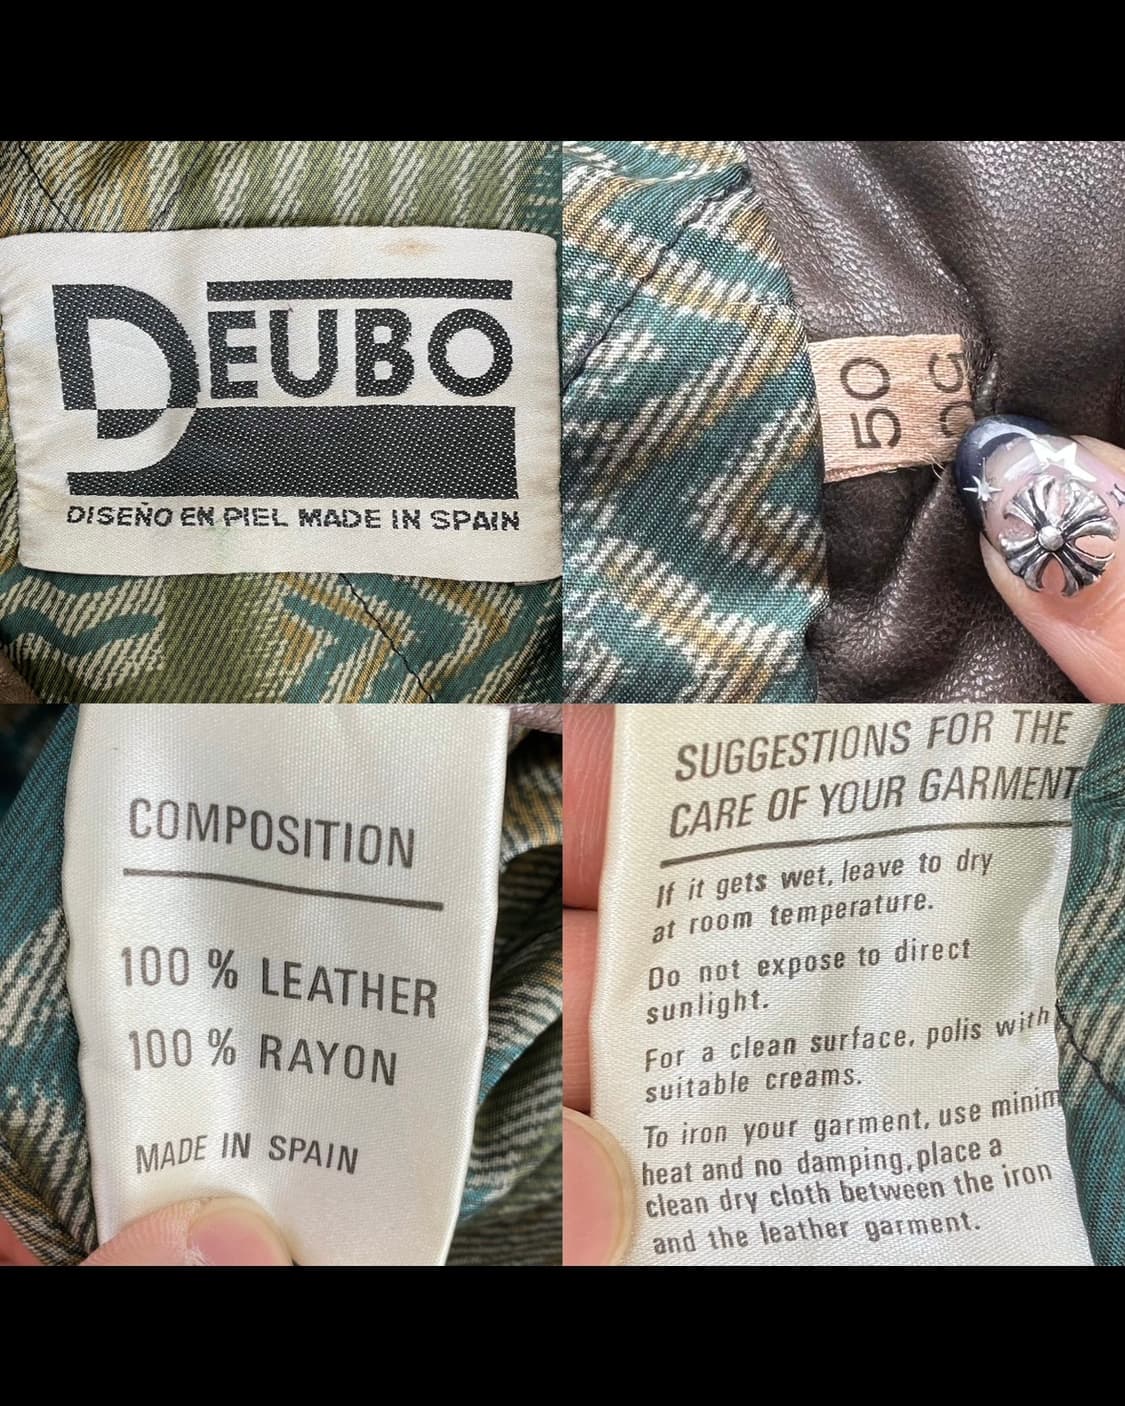 DEUBO
DISEÑO EN PIEL MADE IN SPAIN
50
50
COMPOSITION
100 % LEATHER
100 % RAYON
MADE IN SPAIN
SUGGESTIONS FOR THE
CARE OF YOUR GARMENT
If it gets wet, leave to dry
at room temperature.
Do not expose to direct
sunlight.
For a clean surface, polis with
suitable creams.
To iron your garment, use minim
heat and no damping, place a
clean dry cloth between the iron
and the leather garment.